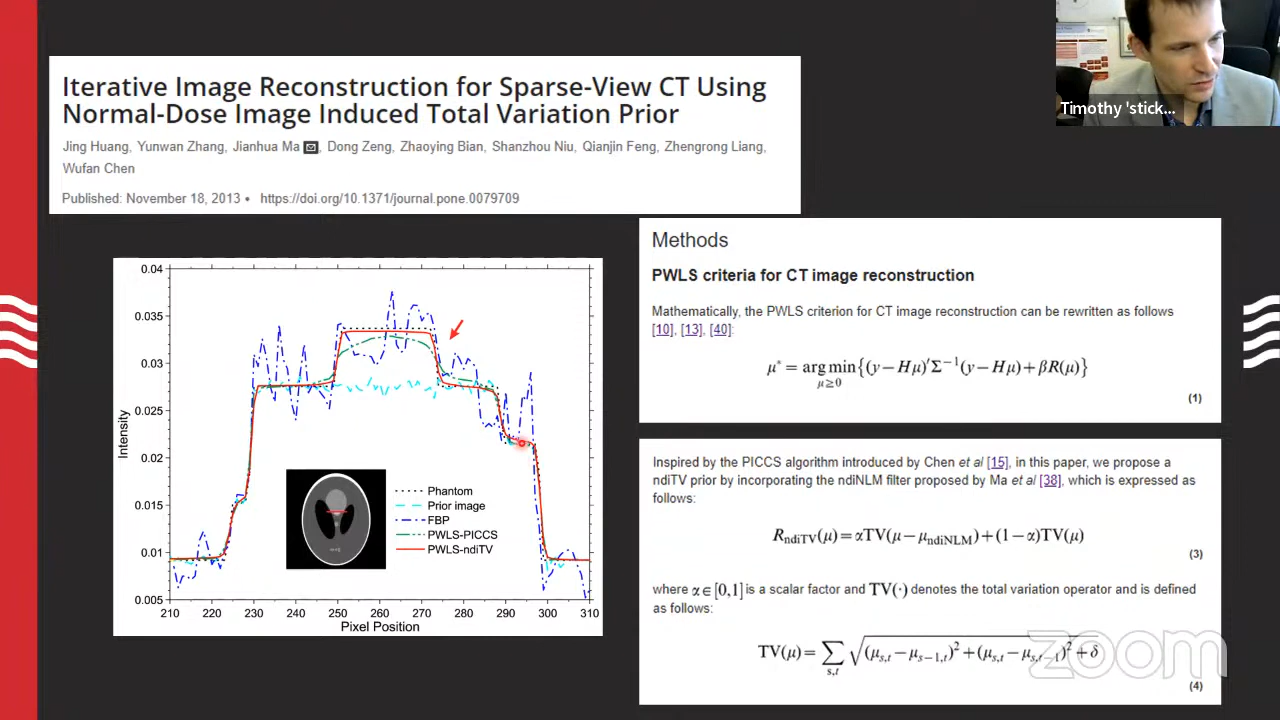 Iterative Image Reconstruction for Sparse-View CT Using
Normal-Dose Image Induced Total Variation Prior
Jing Huang, Yunwan Zhang, Jianhua Ma, Dong Zeng, Zhaoying Bian, Shanzhou Niu, Qianjin Feng, Zhengrong Liang,
Wufan Chen
Published: November 18, 2013 • https://doi.org/10.1371/journal.pone.0079709
Timothy 'stick...
0.04
0.035
0.03
0.025
0.02
0.015
0.01
0.005
Intensity
Phantom
Prior image
FBP
PWLS-PICCS
PWLS-ndiTV
210 220 230 240 250 260 270 280 290 300 310
Pixel Position
Methods
PWLS criteria for CT image reconstruction
Mathematically, the PWLS criterion for CT image reconstruction can be rewritten as follows
[10], [13], [40]:
μ* = arg min{(y−Hμ)′Σ⁻¹(y−Hμ)+βR(μ)}
μ≥0
(1)
Inspired by the PICCS algorithm introduced by Chen et al [15], in this paper, we propose a
ndiTV prior by incorporating the ndiNLM filter proposed by Ma et al [38], which is expressed as
follows:
R_ndiTV(μ)=αTV(μ−μ_ndiNLM)+(1−α)TV(μ)
(3)
where α∈[0,1] is a scalar factor and TV(·) denotes the total variation operator and is defined
as follows:
TV(μ)= ∑ √(μ_s,t−μ_s−1,t)²+(μ_s,t−μ_s,t−1)²+δ
s,t
(4)
zoom